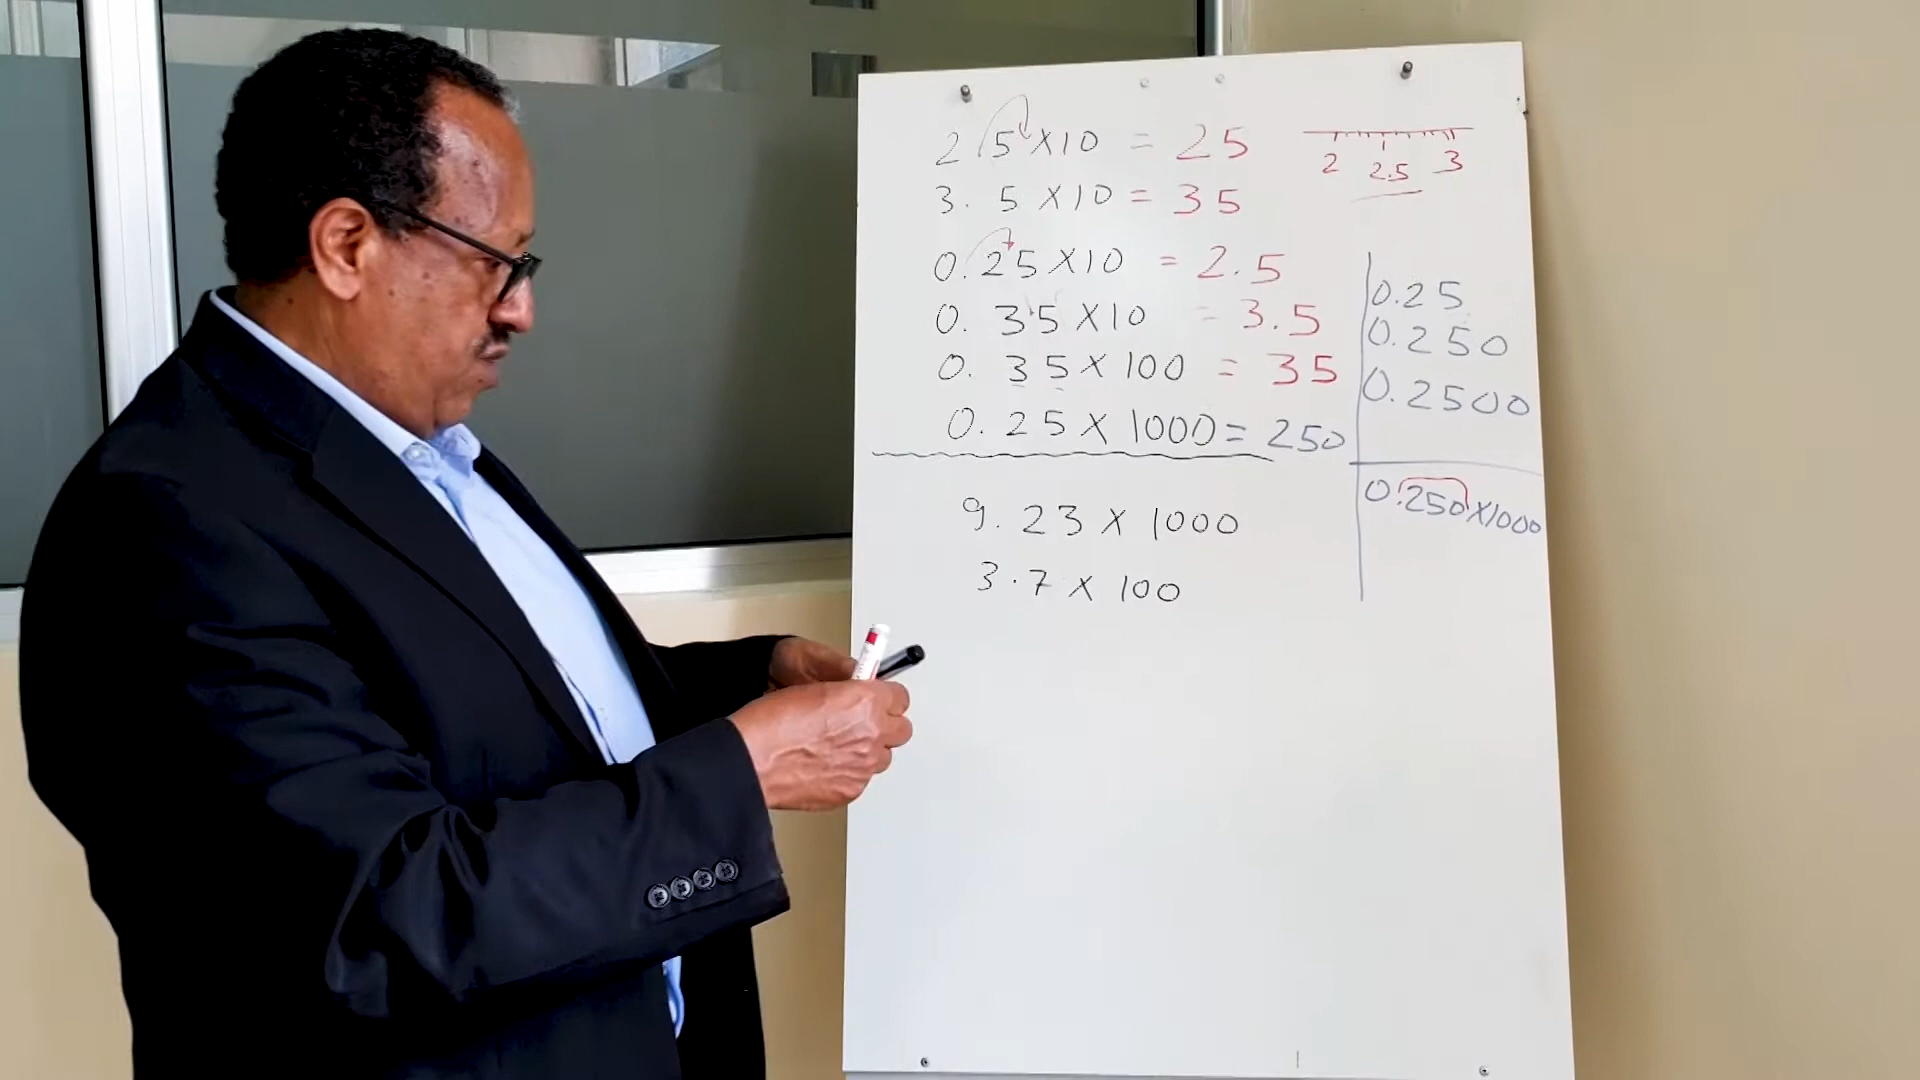 2.5 X 10 = 25
3.5 X 10 = 35
0.25 X 10 = 2.5
0.35 X 10 = 3.5
0.35 X 100 = 35
0.25 X 1000 = 250
9.23 X 1000
3.7 X 100
2 2.5 3
0.25
0.250
0.2500
0.250 X 1000